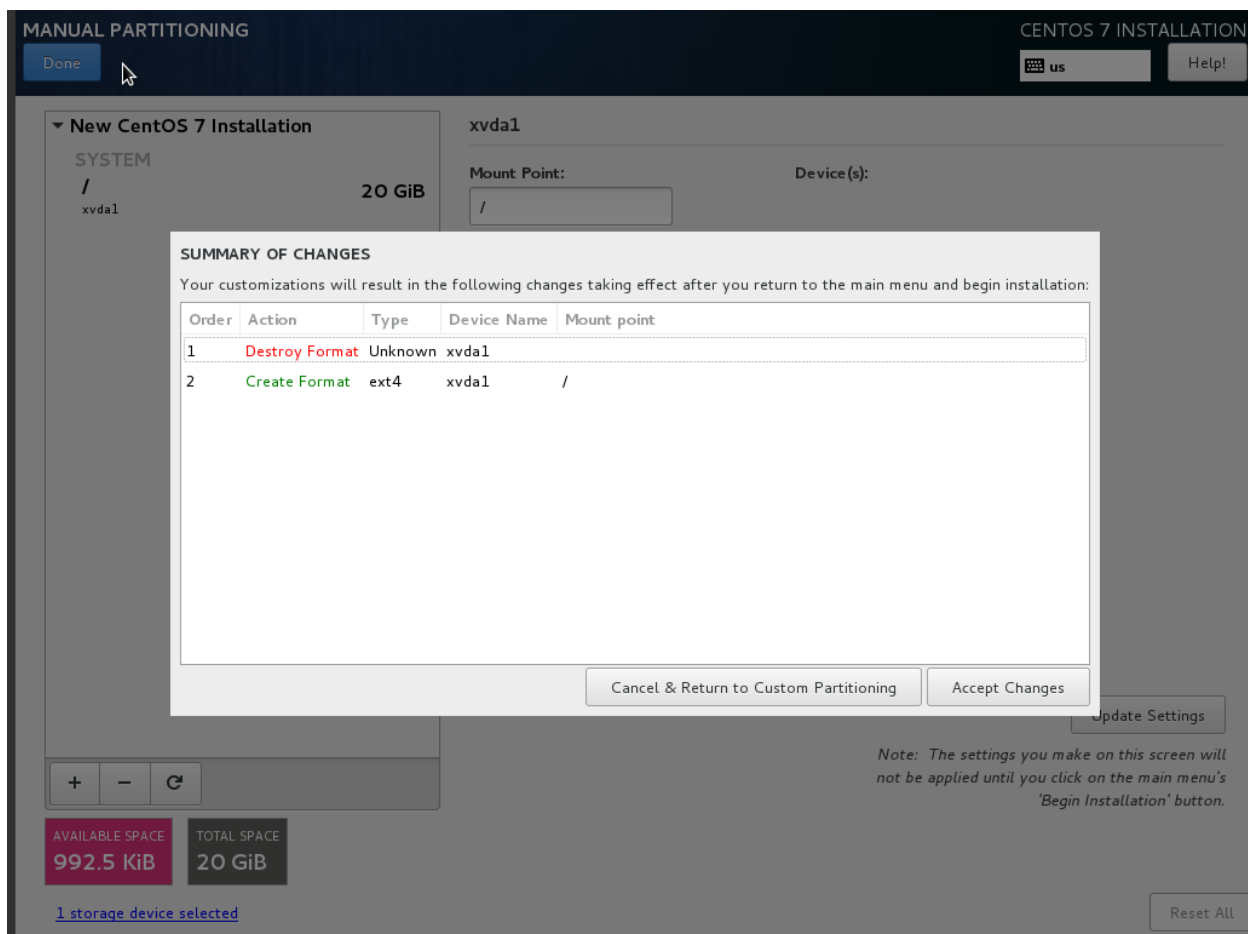 MANUAL PARTITIONING
CENTOS 7 INSTALLATION
Done
us
Help!
New CentOS 7 Installation
SYSTEM
/
20 GiB
xvda1
xvda1
Mount Point:
Device(s):
/
SUMMARY OF CHANGES
Your customizations will result in the following changes taking effect after you return to the main menu and begin installation:
Order Action Type Device Name Mount point
1 Destroy Format Unknown xvda1
2 Create Format ext4 xvda1 /
Cancel & Return to Custom Partitioning
Accept Changes
Update Settings
Note: The settings you make on this screen will
not be applied until you click on the main menu's
'Begin Installation' button.
+ −
AVAILABLE SPACE
992.5 KiB
TOTAL SPACE
20 GiB
1 storage device selected
Reset All